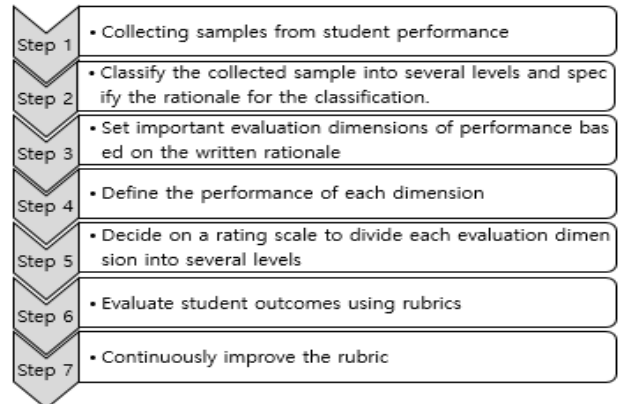 Step 1
• Collecting samples from student performance
Step 2
• Classify the collected sample into several levels and spec
ify the rationale for the classification.
Step 3
• Set important evaluation dimensions of performance bas
ed on the written rationale
Step 4
• Define the performance of each dimension
Step 5
• Decide on a rating scale to divide each evaluation dimen
sion into several levels
Step 6
• Evaluate student outcomes using rubrics
Step 7
• Continuously improve the rubric